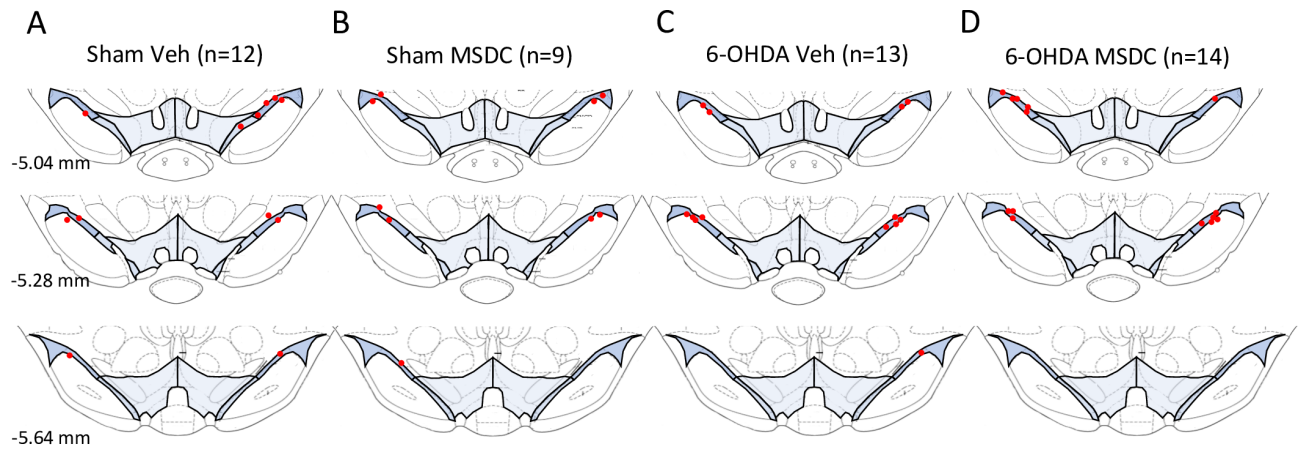 A
B
C
D
Sham Veh (n=12)
Sham MSDC (n=9)
6-OHDA Veh (n=13)
6-OHDA MSDC (n=14)
-5.04 mm
-5.28 mm
-5.64 mm